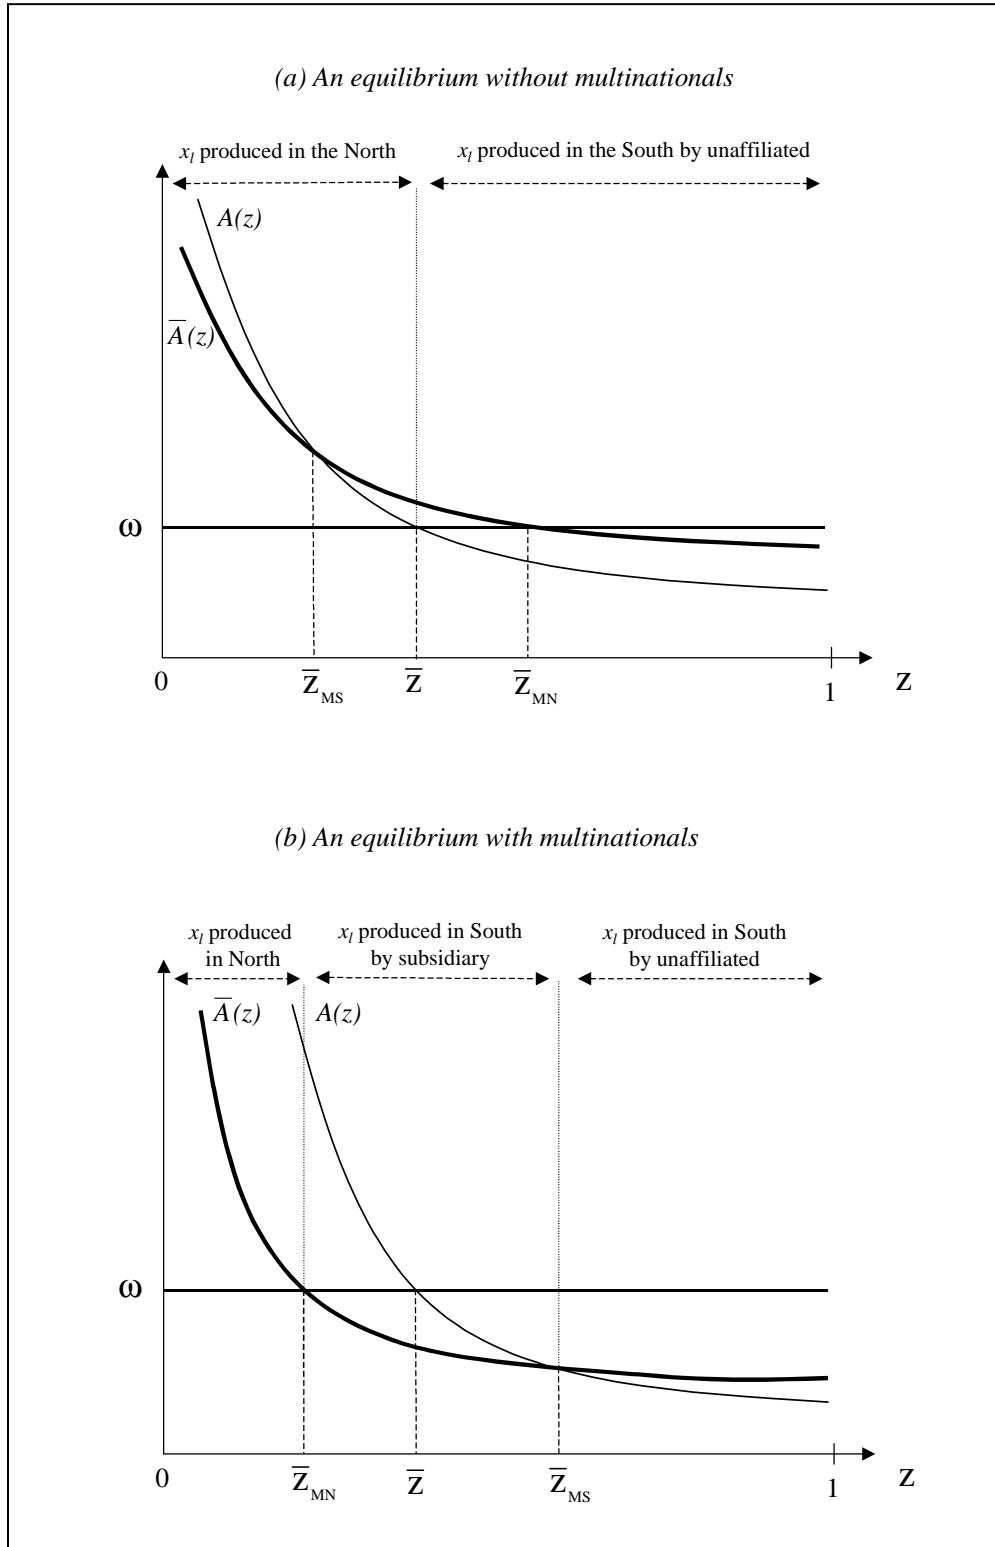 (a) An equilibrium without multinationals
x_l produced in the North
x_l produced in the South by unaffiliated
A(z)
A̅(z)
ω
0
z̅_MS
z̅
z̅_MN
1
z
(b) An equilibrium with multinationals
x_l produced
in North
x_l produced in South
by subsidiary
x_l produced in South
by unaffiliated
A̅(z)
A(z)
ω
0
z̅_MN
z̅
z̅_MS
1
z